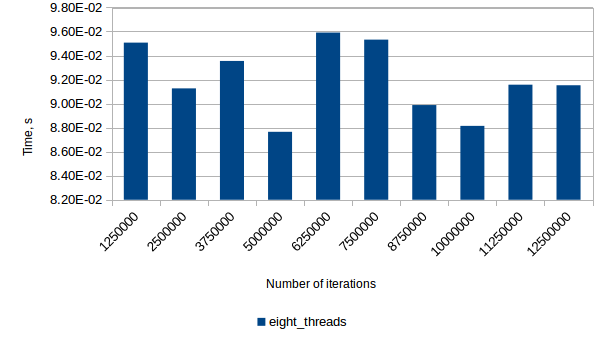 9.80E-02
9.60E-02
9.40E-02
9.20E-02
9.00E-02
8.80E-02
8.60E-02
8.40E-02
8.20E-02
Time, s
1250000
2500000
3750000
5000000
6250000
7500000
8750000
10000000
11250000
12500000
Number of iterations
eight_threads